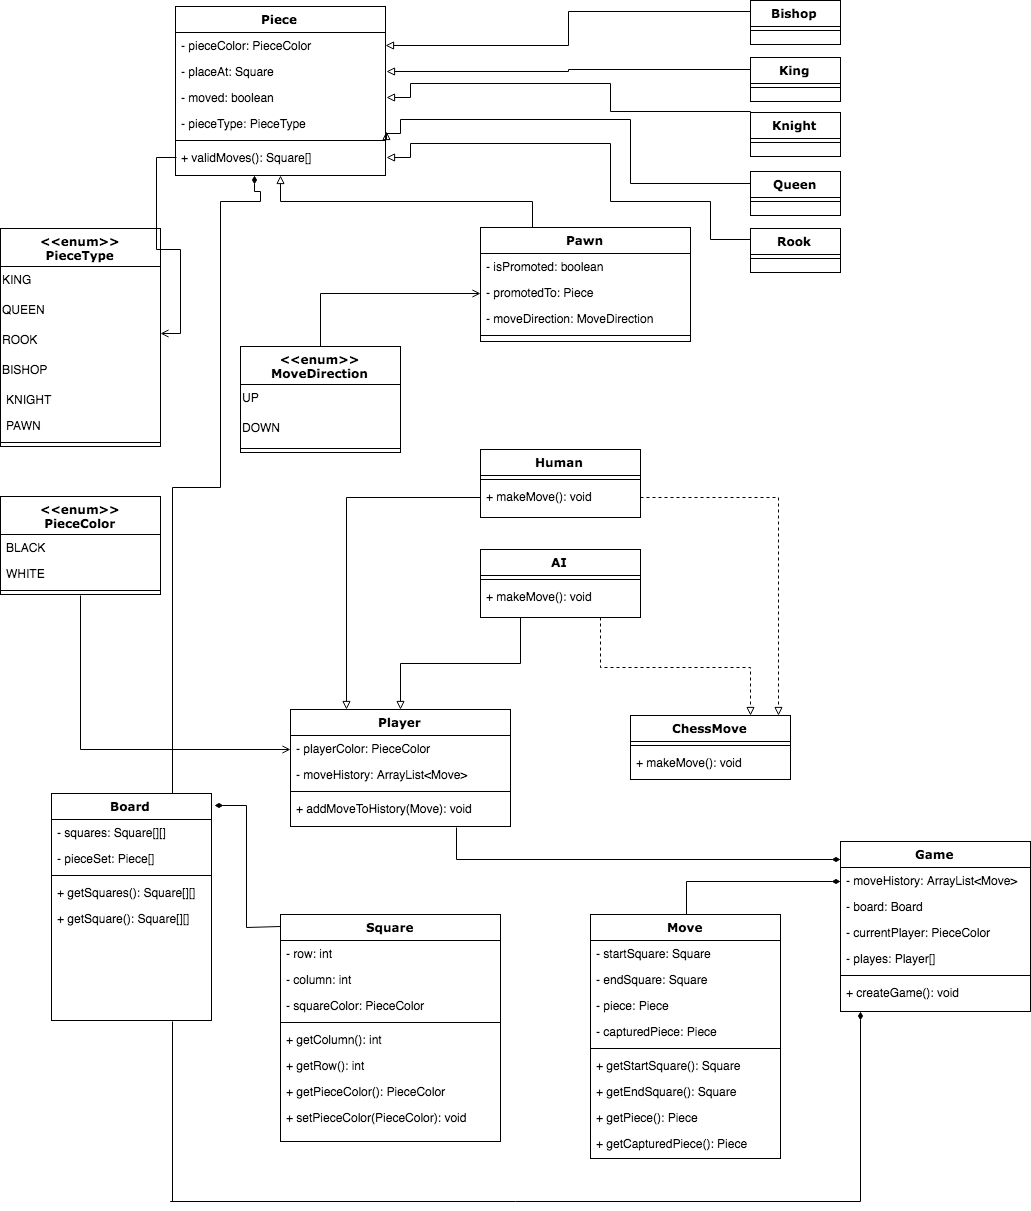 Piece
- pieceColor: PieceColor
- placeAt: Square
- moved: boolean
- pieceType: PieceType
+ validMoves(): Square[]
Bishop
King
Knight
Queen
Rook
<<enum>>
PieceType
KING
QUEEN
ROOK
BISHOP
KNIGHT
PAWN
Pawn
- isPromoted: boolean
- promotedTo: Piece
- moveDirection: MoveDirection
<<enum>>
MoveDirection
UP
DOWN
Human
+ makeMove(): void
<<enum>>
PieceColor
BLACK
WHITE
AI
+ makeMove(): void
Player
- playerColor: PieceColor
- moveHistory: ArrayList<Move>
+ addMoveToHistory(Move): void
ChessMove
+ makeMove(): void
Board
- squares: Square[][]
- pieceSet: Piece[]
+ getSquares(): Square[][]
+ getSquare(): Square[][]
Square
- row: int
- column: int
- squareColor: PieceColor
+ getColumn(): int
+ getRow(): int
+ getPieceColor(): PieceColor
+ setPieceColor(PieceColor): void
Move
- startSquare: Square
- endSquare: Square
- piece: Piece
- capturedPiece: Piece
+ getStartSquare(): Square
+ getEndSquare(): Square
+ getPiece(): Piece
+ getCapturedPiece(): Piece
Game
- moveHistory: ArrayList<Move>
- board: Board
- currentPlayer: PieceColor
- playes: Player[]
+ createGame(): void